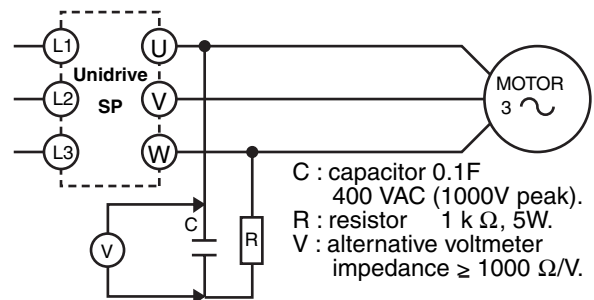 L1
U
Unidrive
SP
L2
V
L3
W
MOTOR
3
C : capacitor 0.1F
400 VAC (1000V peak).
R : resistor 1 k Ω, 5W.
V : alternative voltmeter
impedance ≥ 1000 Ω/V.
C
R
V